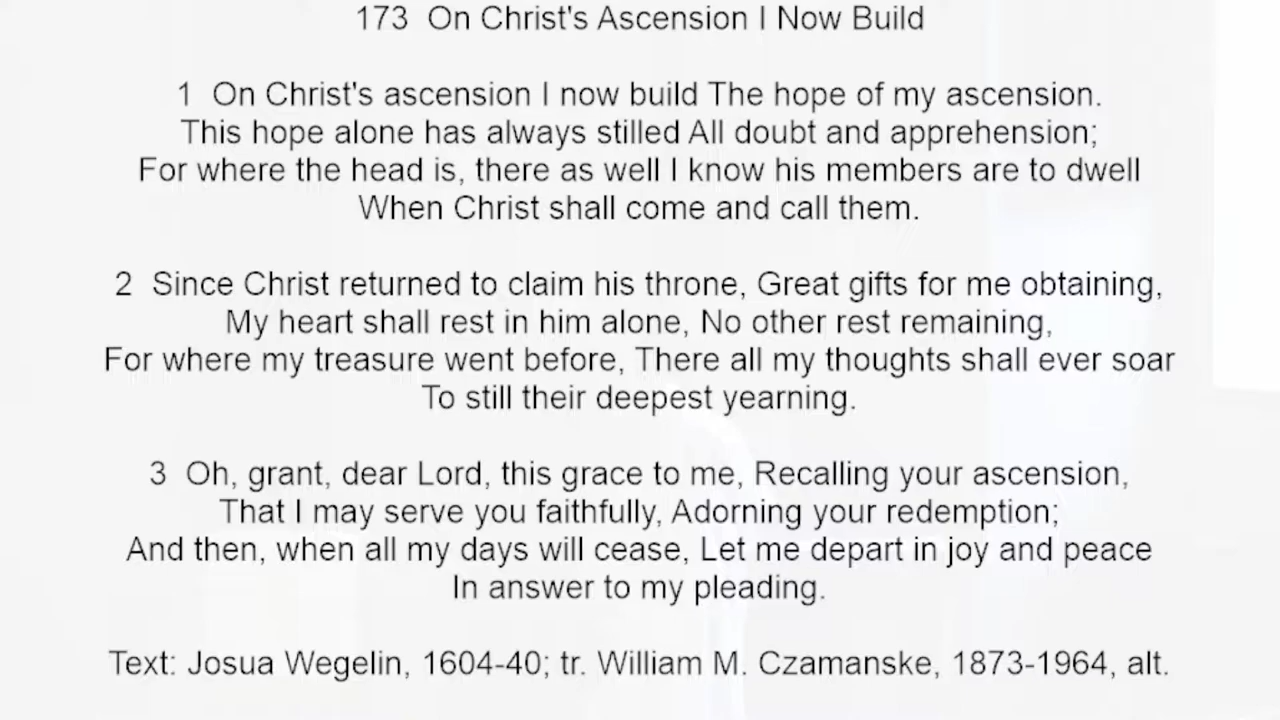 173  On Christ's Ascension I Now Build
1  On Christ's ascension I now build The hope of my ascension.
This hope alone has always stilled All doubt and apprehension;
For where the head is, there as well I know his members are to dwell
When Christ shall come and call them.
2  Since Christ returned to claim his throne, Great gifts for me obtaining,
My heart shall rest in him alone, No other rest remaining,
For where my treasure went before, There all my thoughts shall ever soar
To still their deepest yearning.
3  Oh, grant, dear Lord, this grace to me, Recalling your ascension,
That I may serve you faithfully, Adorning your redemption;
And then, when all my days will cease, Let me depart in joy and peace
In answer to my pleading.
Text: Josua Wegelin, 1604-40; tr. William M. Czamanske, 1873-1964, alt.